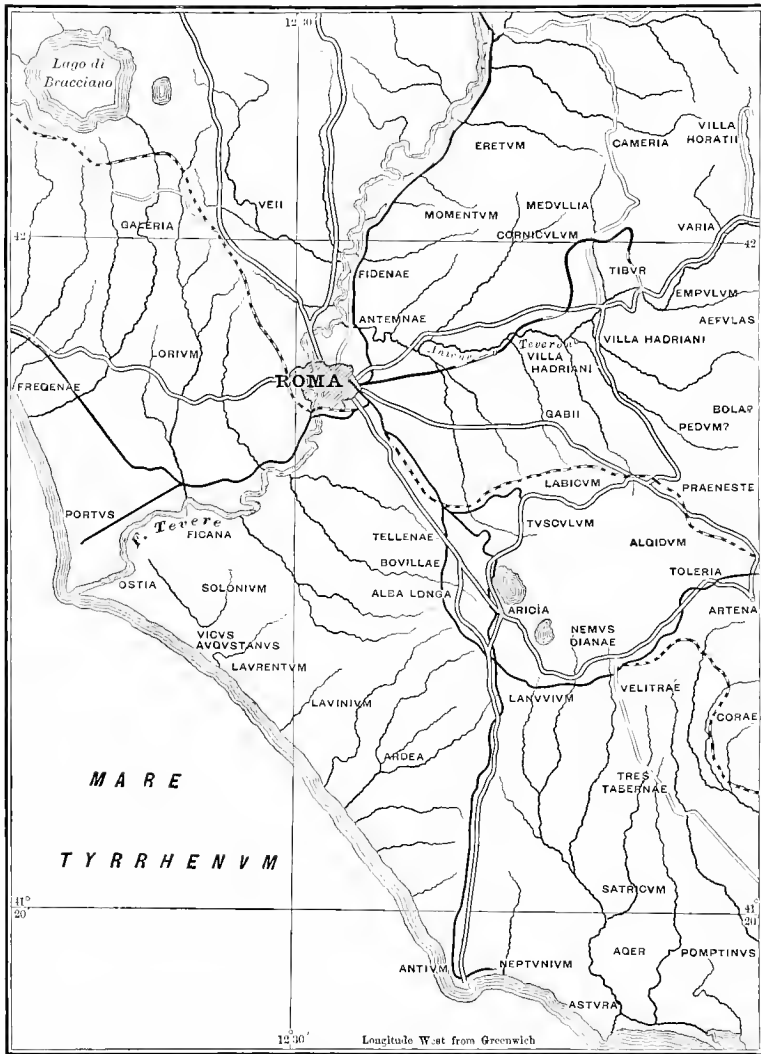 12°30'
Lago di
Bracciano
ERETVM
CAMERIA
VILLA
HORATII
VEII
MOMENTVM
MEDVLLIA
GALERIA
CORNICVLVM
VARIA
42
42
FIDENAE
TIBVR
EMPVLVM
ANTEMNAE
AEFVLAS
VILLA HADRIANI
Teverone
VILLA
HADRIANI
LORIVM
ROMA
FREGENAE
GABII
BOLA?
PEDVM?
LABICVM
PRAENESTE
PORTVS
F. Tevere
FICANA
TVSCVLVM
TELLENAE
ALGIDVM
BOVILLAE
TOLERIA
OSTIA
SOLONIVM
ALBA LONGA
ARICIA
ARTENA
NEMVS
DIANAE
VICVS
AVGVSTANVS
LAVRENTVM
LANVVIVM
VELITRAE
LAVINIVM
CORAE
ARDEA
MARE
TRES
TABERNAE
TYRRHENVM
SATRICVM
41°
20
41°
20
AGER
POMPTINVS
ANTIVM
NEPTVNIVM
ASTVRA
12°30'
Longitude West from Greenwich